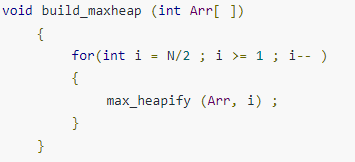 void build_maxheap (int Arr[ ])
    {
        for(int i = N/2 ; i >= 1 ; i-- )
        {
            max_heapify (Arr, i) ;
        }
    }